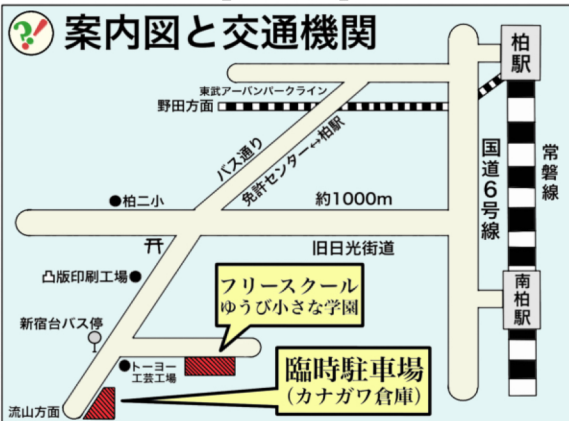 案内図と交通機関
柏駅
東武アーバンパークライン
野田方面
バス通り
免許センター↔柏駅
国道6号線
常磐線
●柏二小
約1000m
旧日光街道
凸版印刷工場●
フリースクール
ゆうび小さな学園
南柏駅
新宿台バス停
●トーヨー
工芸工場
臨時駐車場
(カナガワ倉庫)
流山方面